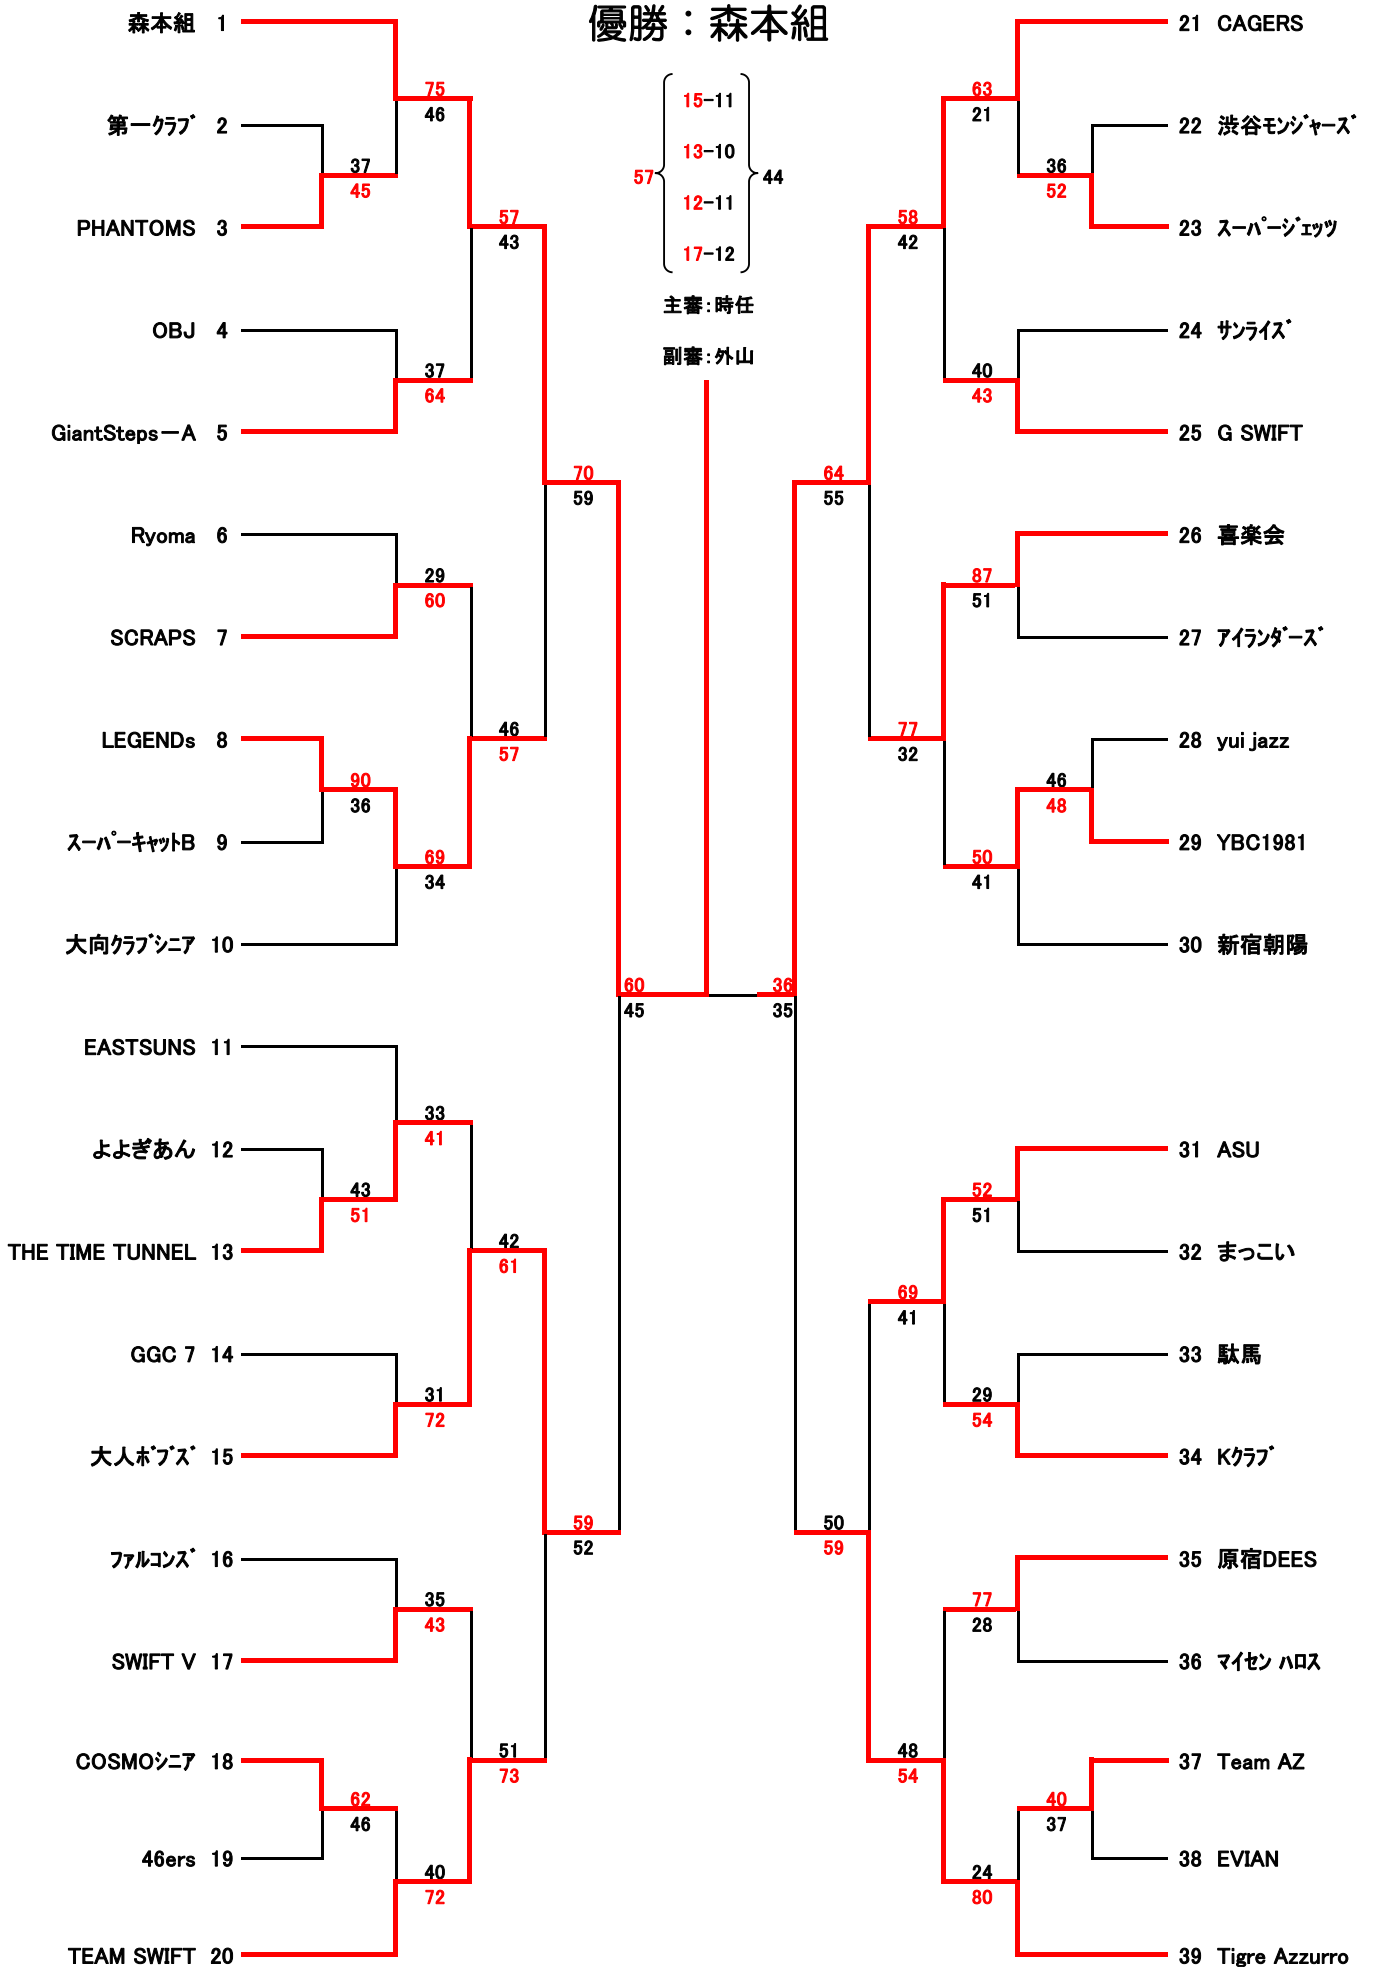 優勝：森本組
森本組 1
75
46
第一クラブ 2
37
45
PHANTOMS 3
57
43
OBJ 4
37
64
GiantSteps－A 5
70
59
Ryoma 6
29
60
SCRAPS 7
46
57
LEGENDs 8
90
36
スーパーキャットB 9
69
34
大向クラブシニア 10
60
45
EASTSUNS 11
33
41
よよぎあん 12
43
51
THE TIME TUNNEL 13
42
61
GGC 7 14
31
72
大人ボブズ 15
59
52
ファルコンズ 16
35
43
SWIFT V 17
51
73
COSMOシニア 18
62
46
46ers 19
40
72
TEAM SWIFT 20
15-11
13-10
57 44
12-11
17-12
主審：時任
副審：外山
21 CAGERS
63
21
22 渋谷モンジャーズ
36
52
23 スーパージェッツ
58
42
24 サンライズ
40
43
25 G SWIFT
64
55
26 喜楽会
87
51
27 アイランダーズ
77
32
28 yui jazz
46
48
29 YBC1981
50
41
30 新宿朝陽
36
35
31 ASU
52
51
32 まっこい
69
41
33 駄馬
29
54
34 Kクラブ
50
59
35 原宿DEES
77
28
36 マイセン ハロス
48
54
37 Team AZ
40
37
38 EVIAN
24
80
39 Tigre Azzurro